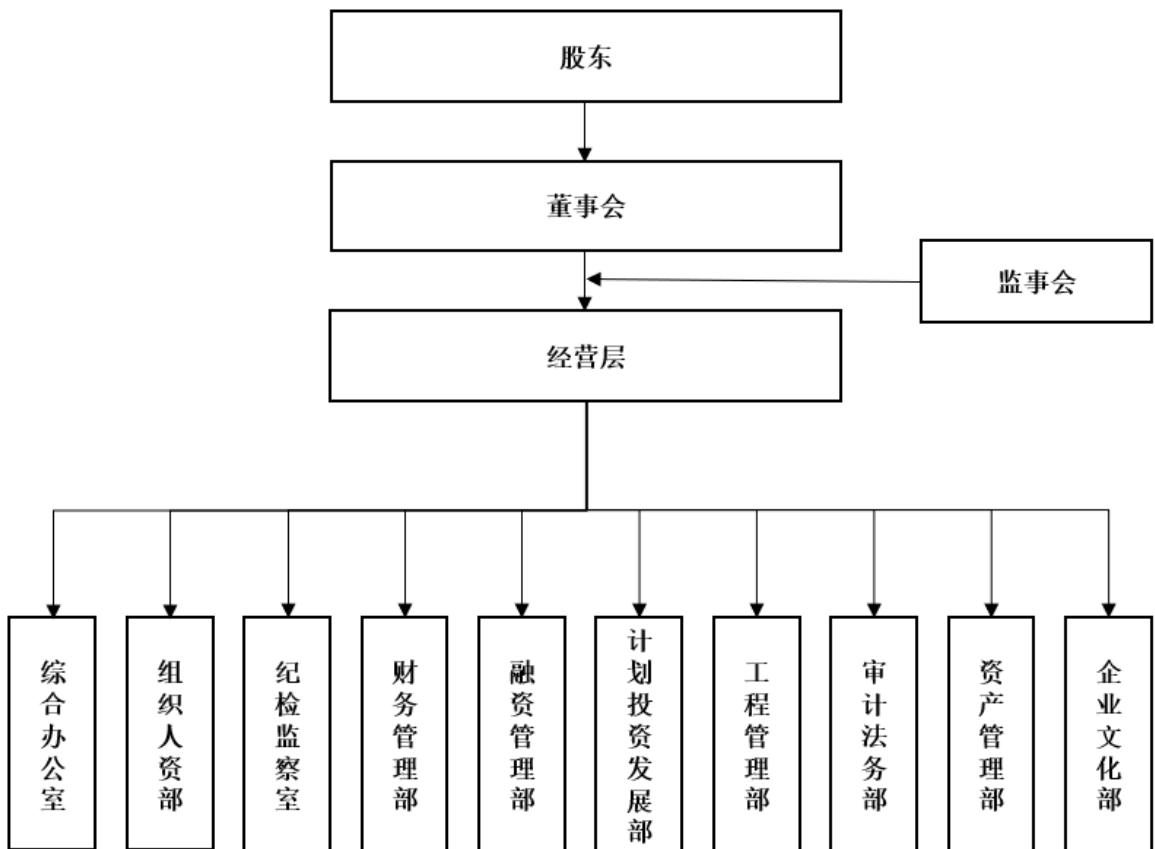 股东
董事会
监事会
经营层
综合办公室
组织人资部
纪检监察室
财务管理部
融资管理部
计划投资发展部
工程管理部
审计法务部
资产管理部
企业文化部